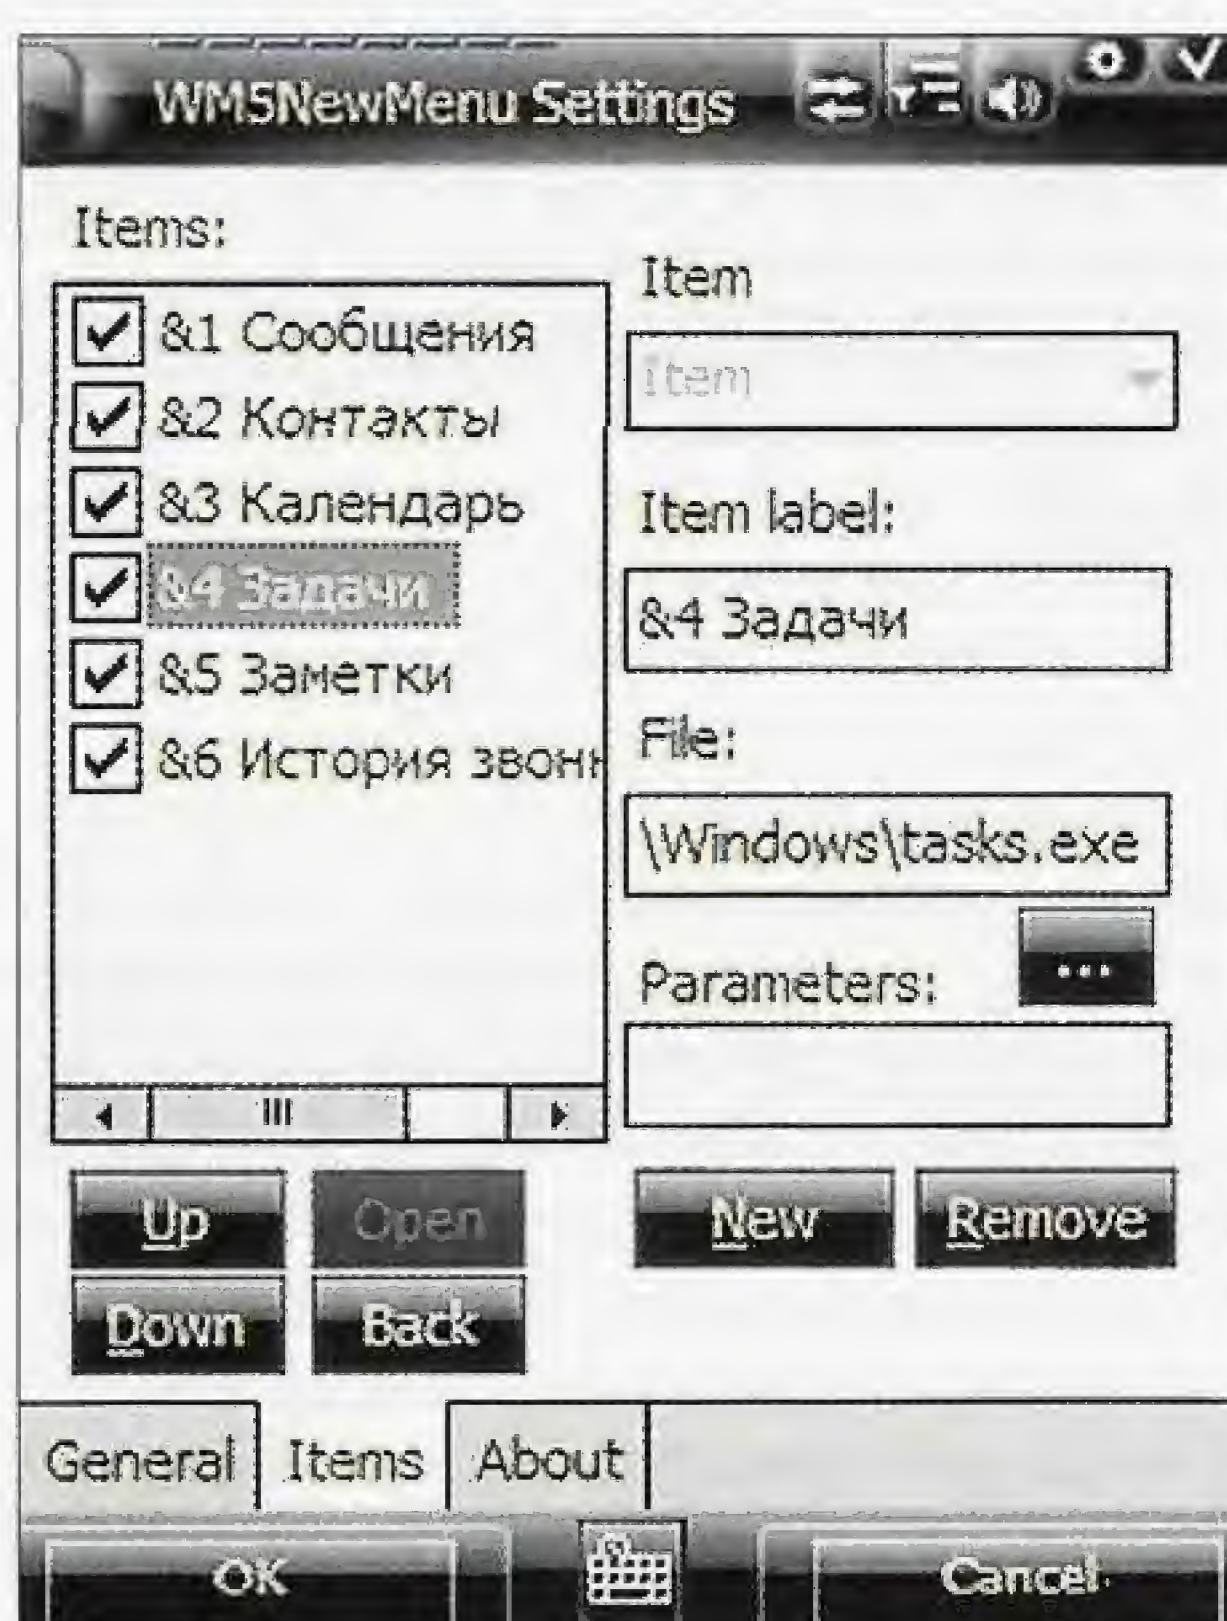 WM5NewMenu Settings
Items:
&1 Сообщения
&2 Контакты
&3 Календарь
&4 Задачи
&5 Заметки
&6 История звонк
Item
Item
Item label:
&4 Задачи
File:
\Windows\tasks.exe
...
Parameters:
Up
Open
New
Remove
Down
Back
General
Items
About
OK
Cancel